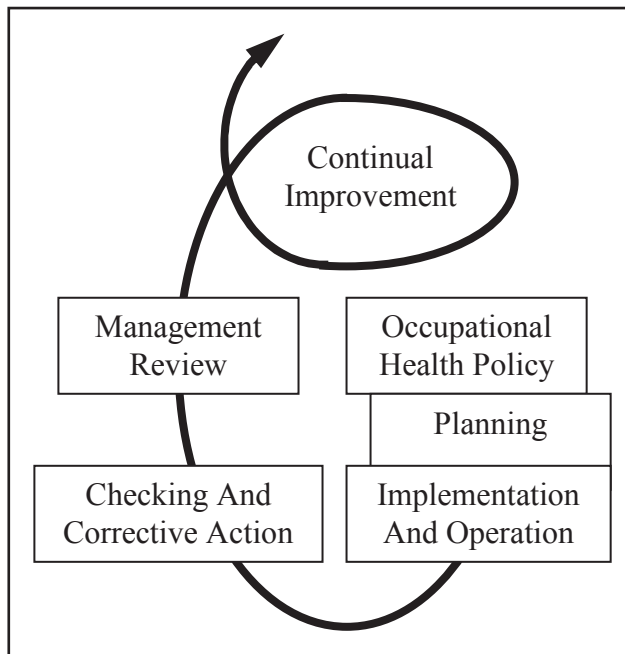 Continual
Improvement
Management
Review
Occupational
Health Policy
Planning
Checking And
Corrective Action
Implementation
And Operation